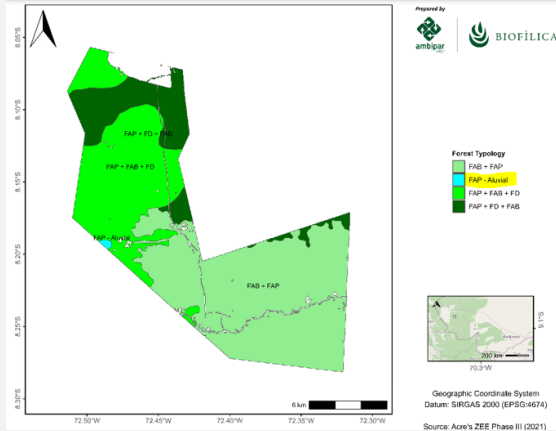 Prepared by
ambipar
BIOFÍLICA
8.05°S
8.10°S
8.15°S
8.20°S
8.25°S
8.30°S
FAP + FD + FAB
FAP + FAB + FD
FAP - Aluvial
FAB + FAP
Forest Typology
FAB + FAP
FAP - Aluvial
FAP + FAB + FD
FAP + FD + FAB
9.1°S
200 km
70.3°W
6 km
72.50°W
72.45°W
72.40°W
72.35°W
72.30°W
Geographic Coordinate System
Datum: SIRGAS 2000 (EPSG:4674)
Source: Acre's ZEE Phase III (2021)